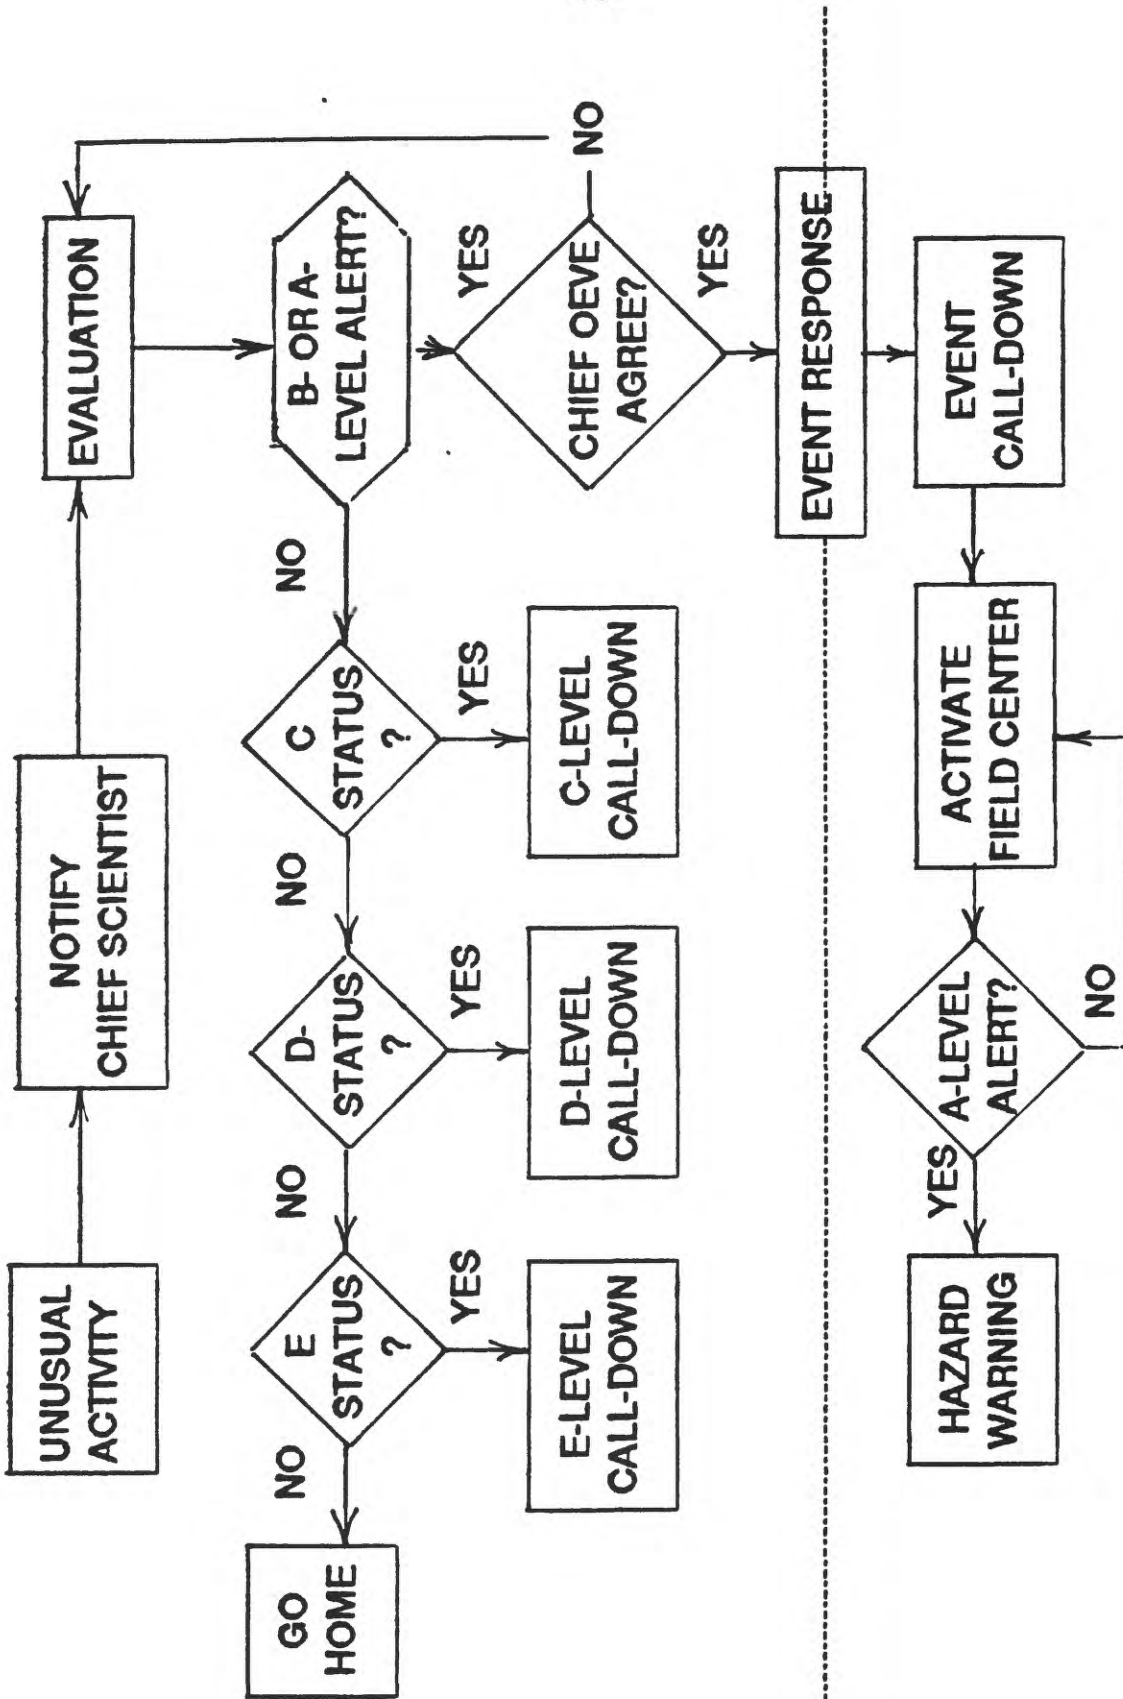 UNUSUAL
ACTIVITY
NOTIFY
CHIEF SCIENTIST
EVALUATION
GO
HOME
NO
E
STATUS
?
YES
E-LEVEL
CALL-DOWN
NO
D-
STATUS
?
YES
D-LEVEL
CALL-DOWN
NO
C
STATUS
?
YES
C-LEVEL
CALL-DOWN
NO
B- OR A-
LEVEL ALERT?
YES
CHIEF OEVE
AGREE?
NO
YES
EVENT RESPONSE
HAZARD
WARNING
YES
A-LEVEL
ALERT?
NO
ACTIVATE
FIELD CENTER
EVENT
CALL-DOWN